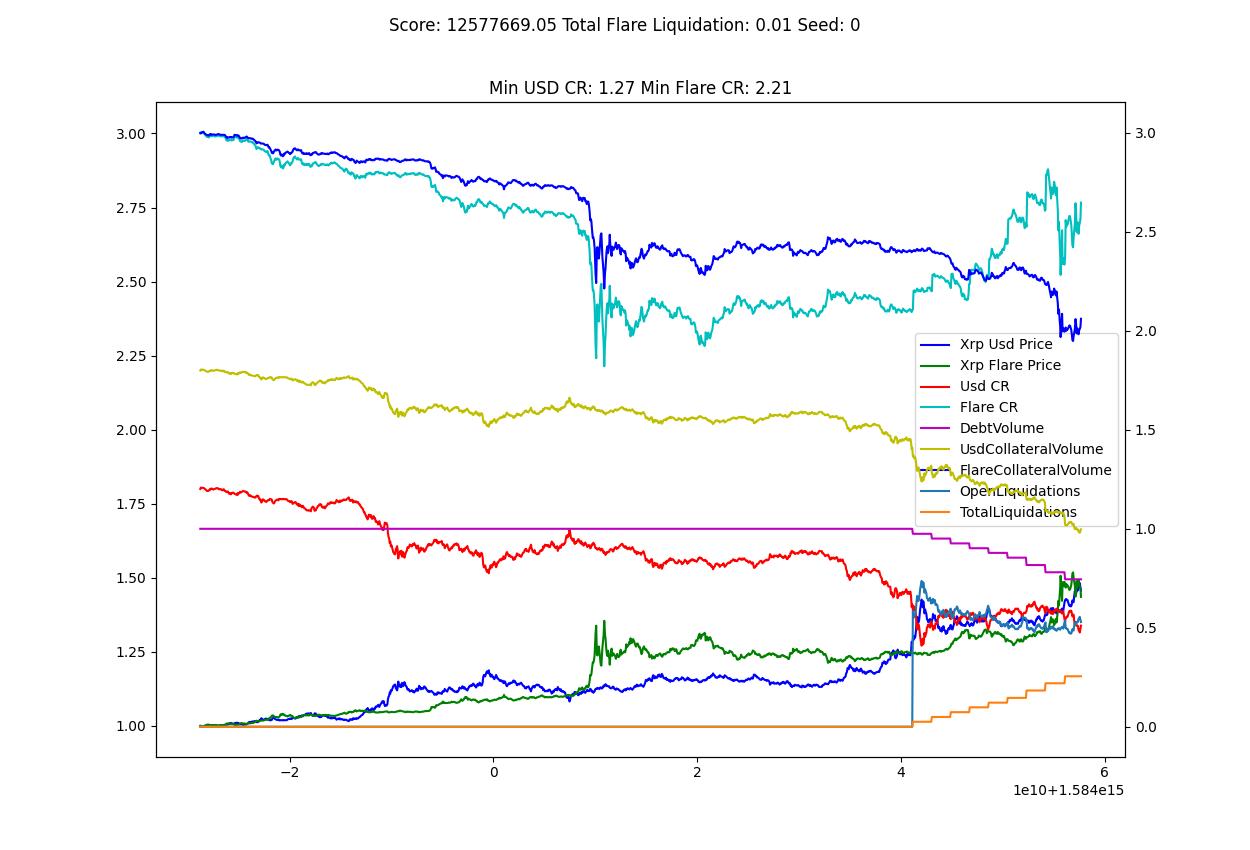 Score: 12577669.05 Total Flare Liquidation: 0.01 Seed: 0
Min USD CR: 1.27 Min Flare CR: 2.21
3.00
2.75
2.50
2.25
2.00
1.75
1.50
1.25
1.00
3.0
2.5
2.0
1.5
1.0
0.5
0.0
Xrp Usd Price
Xrp Flare Price
Usd CR
Flare CR
DebtVolume
UsdCollateralVolume
FlareCollateralVolume
OpenLiquidations
TotalLiquidations
−2 0 2 4 6
1e10+1.584e15